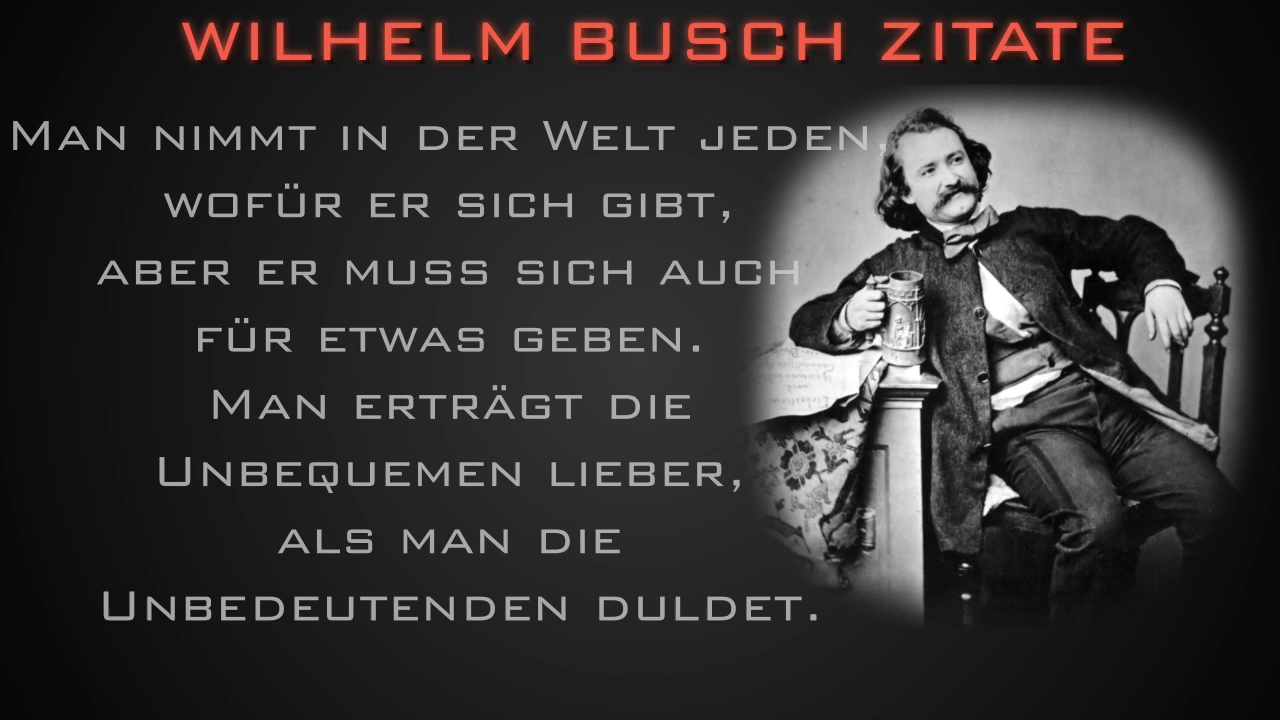 WILHELM BUSCH ZITATE
Man nimmt in der Welt jeden,
wofür er sich gibt,
aber er muss sich auch
für etwas geben.
Man erträgt die
Unbequemen lieber,
als man die
Unbedeutenden duldet.